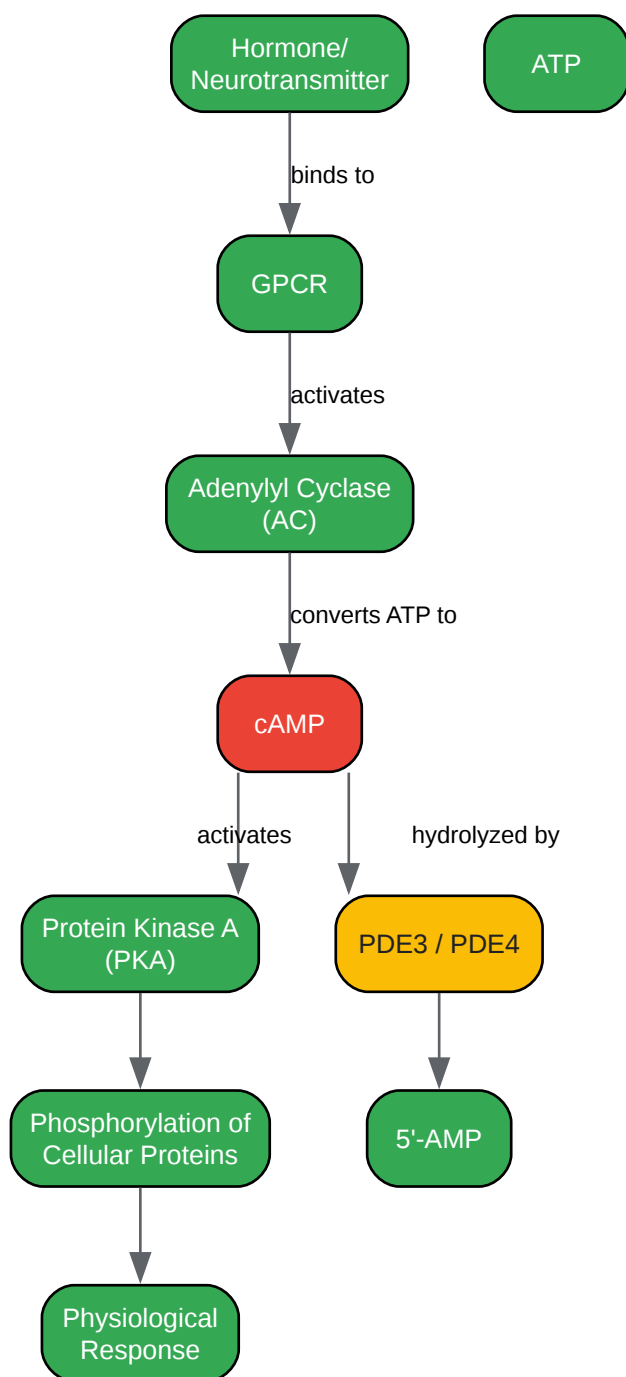 Hormone/
Neurotransmitter
ATP
binds to
GPCR
activates
Adenylyl Cyclase
(AC)
converts ATP to
cAMP
activates
hydrolyzed by
Protein Kinase A
(PKA)
PDE3 / PDE4
Phosphorylation of
Cellular Proteins
5'-AMP
Physiological
Response